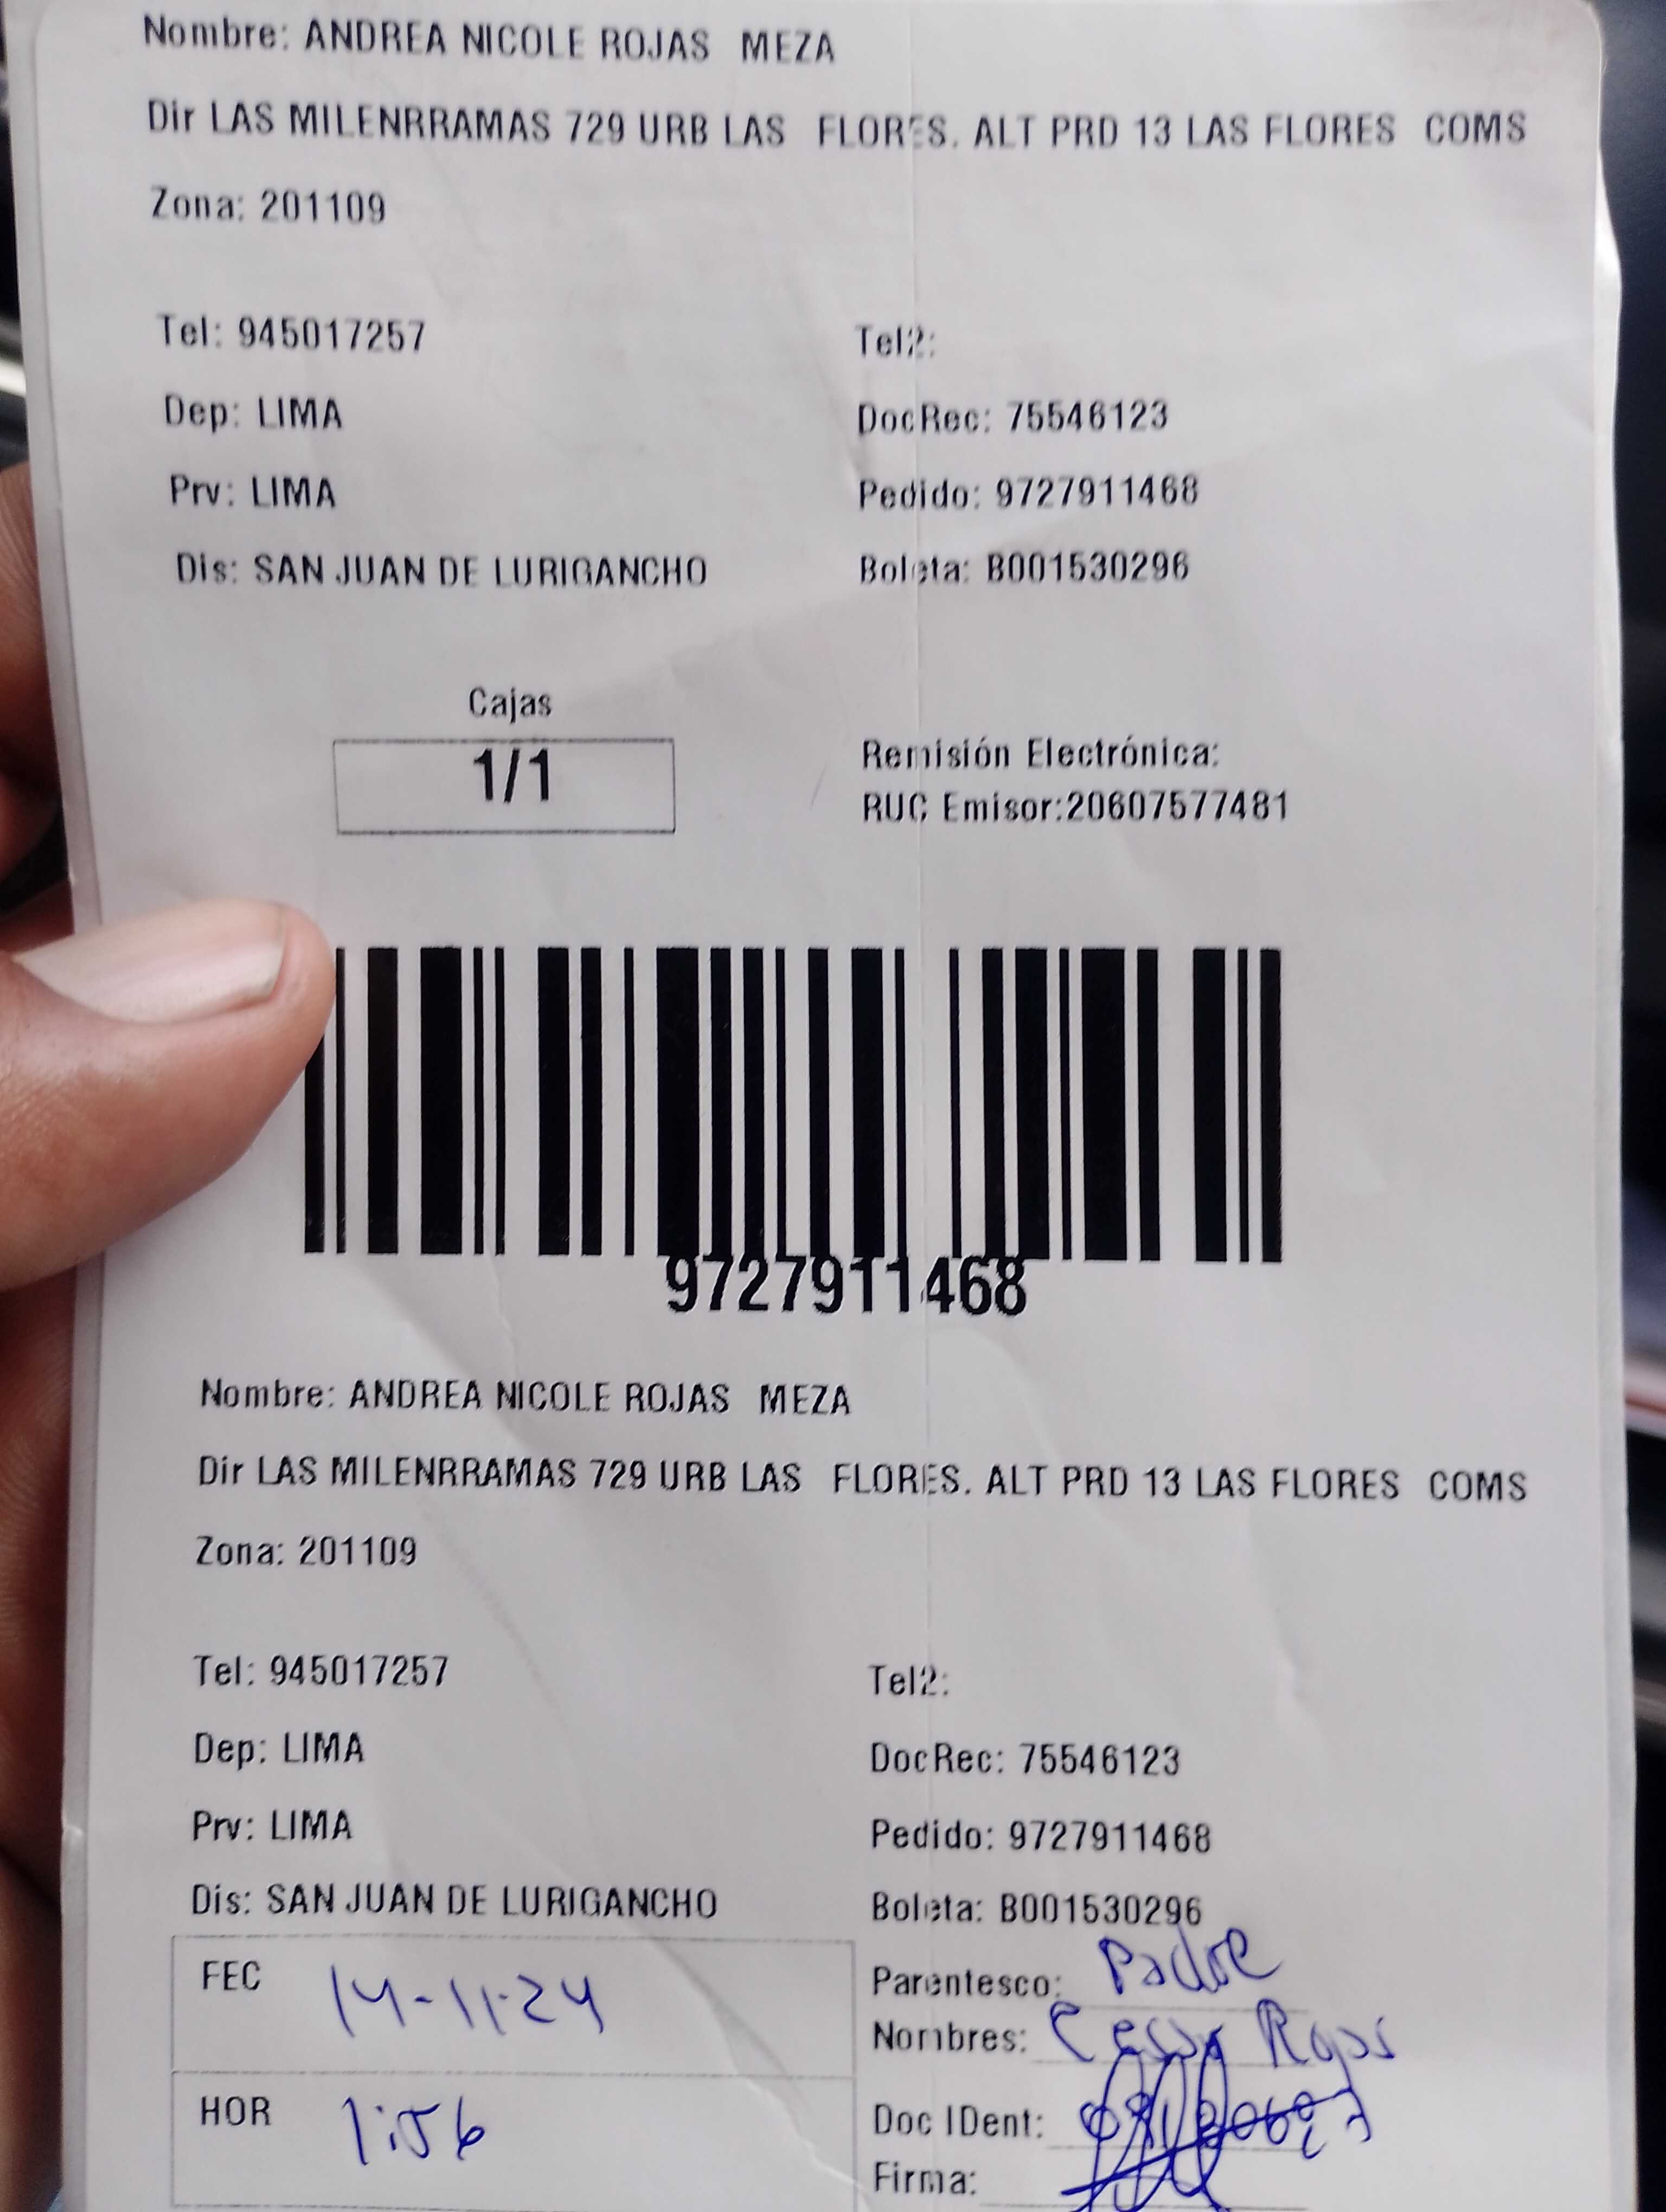 Nombre: ANDREA NICOLE ROJAS MEZA
Dir LAS MILENRRAMAS 729 URB LAS FLORES. ALT PRD 13 LAS FLORES COMS
Zona: 201109
Tel: 945017257 Tel2:
Dep: LIMA DocRec: 75546123
Prv: LIMA Pedido: 9727911468
Dis: SAN JUAN DE LURIGANCHO Boleta: B001530296
Cajas
1/1
Remisión Electrónica:
RUC Emisor:20607577481
9727911468
Nombre: ANDREA NICOLE ROJAS MEZA
Dir LAS MILENRRAMAS 729 URB LAS FLORES. ALT PRD 13 LAS FLORES COMS
Zona: 201109
Tel: 945017257 Tel2:
Dep: LIMA DocRec: 75546123
Prv: LIMA Pedido: 9727911468
Dis: SAN JUAN DE LURIGANCHO Boleta: B001530296
FEC 14-11-24
Parentesco: Padre
Nombres: Cesar Rojas
HOR 1:56
Doc IDent:
Firma: